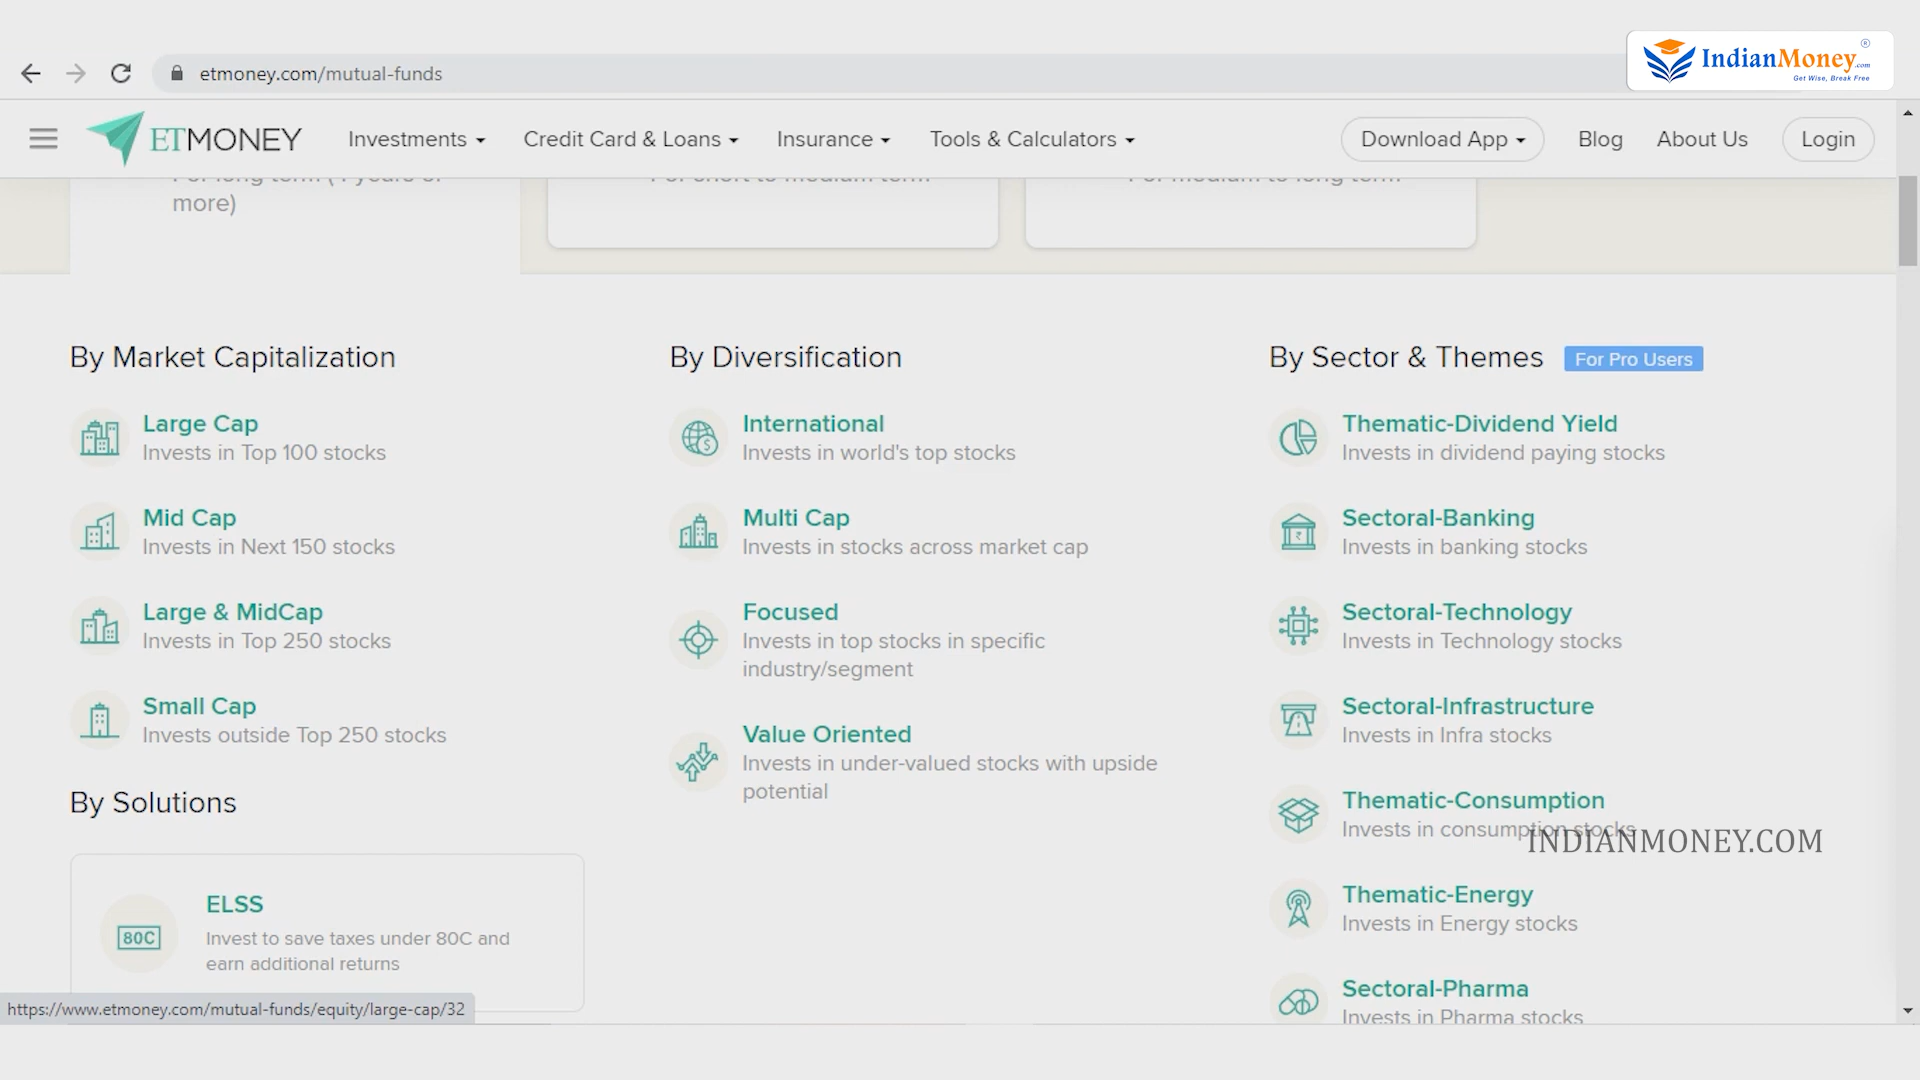 etmoney.com/mutual-funds
IndianMoney.com
®
Get Wise, Break Free
ETMONEY
Investments
Credit Card & Loans
Insurance
Tools & Calculators
Download App
Blog
About Us
Login
more)
By Market Capitalization
Large Cap
Invests in Top 100 stocks
Mid Cap
Invests in Next 150 stocks
Large & MidCap
Invests in Top 250 stocks
Small Cap
Invests outside Top 250 stocks
By Solutions
80C
ELSS
Invest to save taxes under 80C and
earn additional returns
By Diversification
International
Invests in world's top stocks
Multi Cap
Invests in stocks across market cap
Focused
Invests in top stocks in specific
industry/segment
Value Oriented
Invests in under-valued stocks with upside
potential
By Sector & Themes
For Pro Users
Thematic-Dividend Yield
Invests in dividend paying stocks
Sectoral-Banking
Invests in banking stocks
Sectoral-Technology
Invests in Technology stocks
Sectoral-Infrastructure
Invests in Infra stocks
Thematic-Consumption
Invests in consumption stocks
INDIANMONEY.COM
Thematic-Energy
Invests in Energy stocks
Sectoral-Pharma
Invests in Pharma stocks
https://www.etmoney.com/mutual-funds/equity/large-cap/32